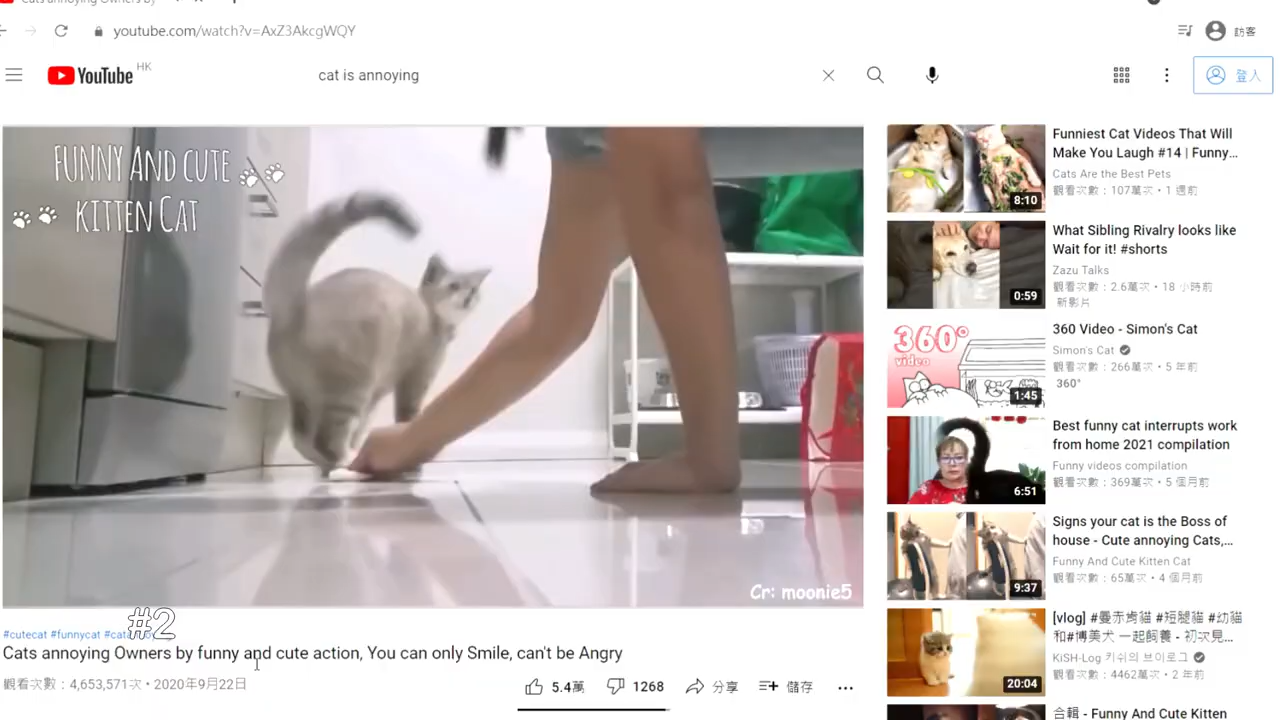 Cats annoying Owners by
youtube.com/watch?v=AxZ3AkcgWQY
訪客
YouTube HK
cat is annoying
登入
FUNNY AND CUTE
KITTEN CAT
Cr: moonie5
#2
#cutecat #funnycat
Cats annoying Owners by funny and cute action, You can only Smile, can't be Angry
觀看次數：4,653,571次・2020年9月22日
5.4萬
1268
分享
儲存
8:10
Funniest Cat Videos That Will
Make You Laugh #14 | Funny...
Cats Are the Best Pets
觀看次數：107萬次・1 週前
0:59
What Sibling Rivalry looks like
Wait for it! #shorts
Zazu Talks
觀看次數：2.6萬次・18 小時前
新影片
360°
video
1:45
360 Video - Simon's Cat
Simon's Cat
觀看次數：266萬次・5 年前
360°
6:51
Best funny cat interrupts work
from home 2021 compilation
Funny videos compilation
觀看次數：369萬次・5 個月前
9:37
Signs your cat is the Boss of
house - Cute annoying Cats,...
Funny And Cute Kitten Cat
觀看次數：65萬次・4 個月前
20:04
[vlog] #曼赤肯貓 #短腿貓 #幼貓
和#博美犬 一起飼養 - 初次見...
KiSH-Log 키쉬의 브이로그
觀看次數：4462萬次・2 年前
合輯 - Funny And Cute Kitten